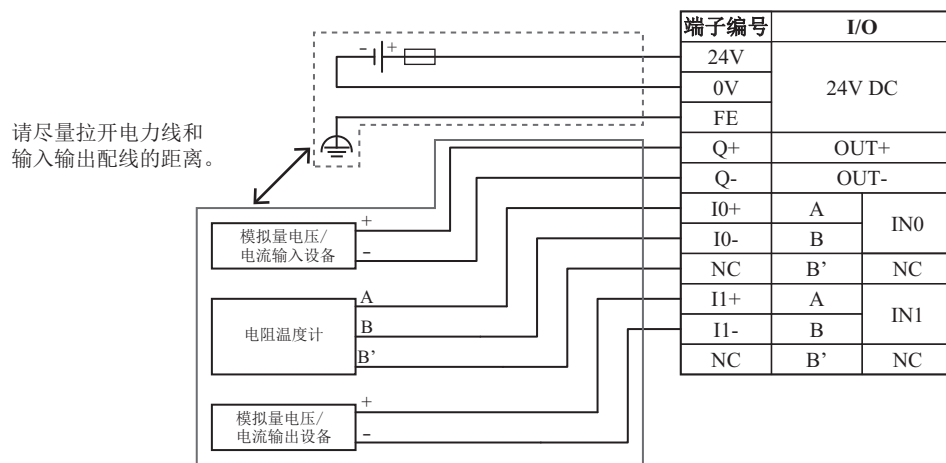 端子编号 I/O
24V
0V 24V DC
FE
Q+ OUT+
Q- OUT-
I0+ A IN0
I0- B
NC B’ NC
I1+ A IN1
I1- B
NC B’ NC
- +
请尽量拉开电力线和
输入输出配线的距离。
模拟量电压/
电流输入设备
+
-
电阻温度计
A
B
B’
模拟量电压/
电流输出设备
+
-